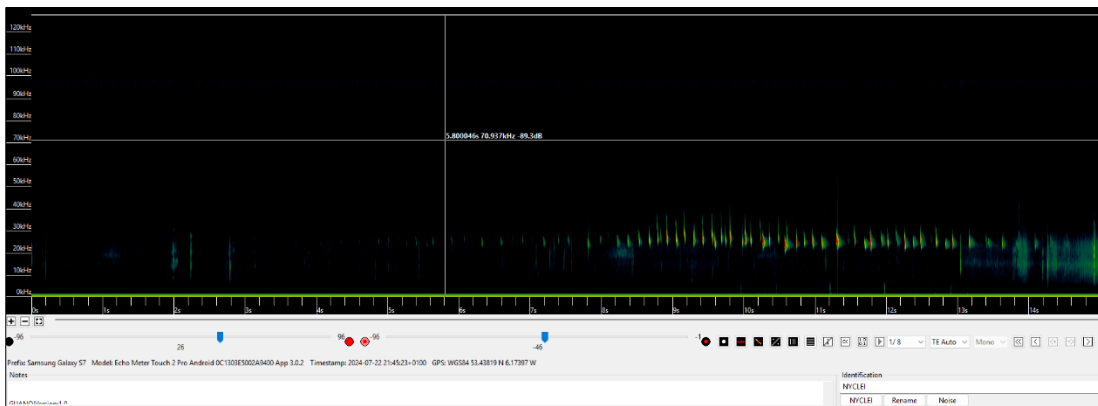 120kHz
110kHz
100kHz
90kHz
80kHz
70kHz
5.800046s 70.937kHz -89.3dB
60kHz
50kHz
40kHz
30kHz
20kHz
10kHz
0kHz
0s 1s 2s 3s 4s 5s 6s 7s 8s 9s 10s 11s 12s 13s 14s
-96 96 -96 -1
1/8 TE Auto Mono
26 -46
Prefix: Samsung Galaxy S7 Model: Echo Meter Touch 2 Pro Android 0C1303E5002A9400 App 3.0.2 Timestamp: 2024-07-22 21:45:23+0100 GPS: WGS84 53.43819 N 6.17397 W
Notes Identification
NYCLEI
NYCLEI Rename Noise